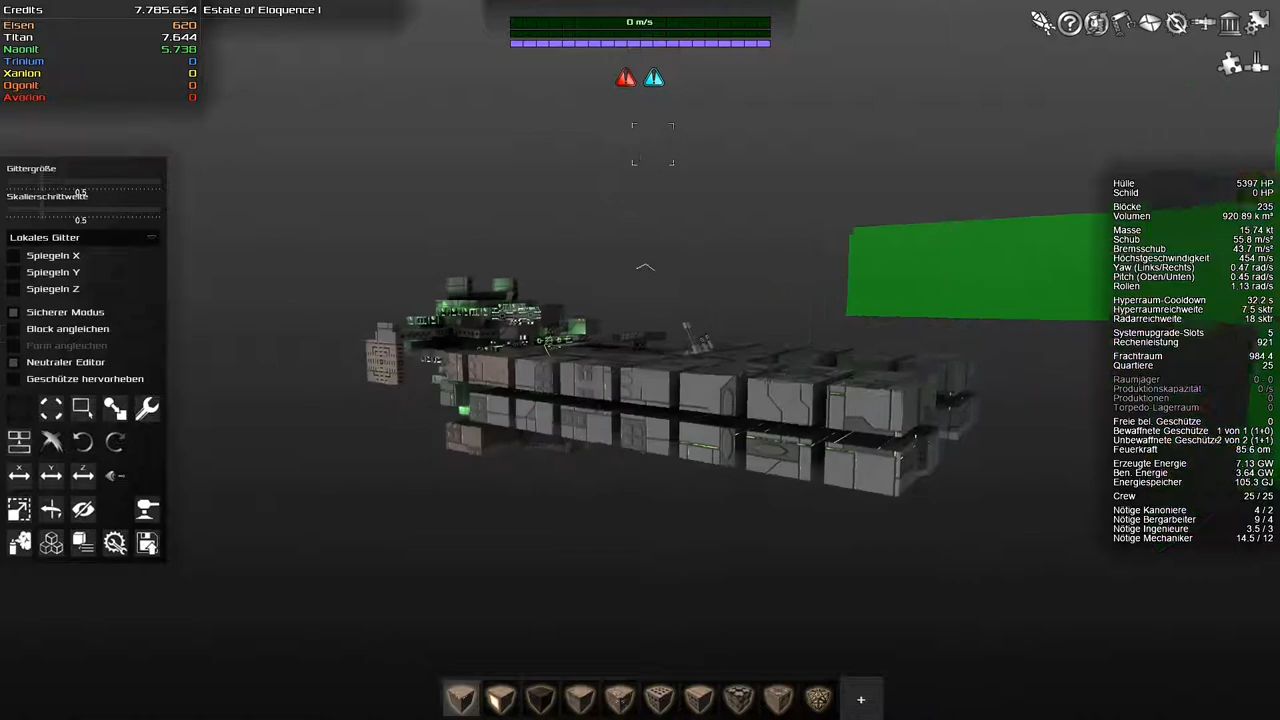 Credits 7.785.654 Estate of Eloquence I
Eisen 620
Titan 7.644
Naonit 5.738
Trinium 0
Xanion 0
Ogonit 0
Avorion 0
0 m/s
Gittergröße
0.5
Skalierschrittweite
0.5
Lokales Gitter
Spiegeln X
Spiegeln Y
Spiegeln Z
Sicherer Modus
Block angleichen
Form angleichen
Neutraler Editor
Geschütze hervorheben
X Y Z
Hülle 5397 HP
Schild 0 HP
Blöcke 235
Volumen 920.89 k m³
Masse 15.74 kt
Schub 55.8 m/s²
Bremsschub 43.7 m/s²
Höchstgeschwindigkeit 454 m/s
Yaw (Links/Rechts) 0.47 rad/s
Pitch (Oben/Unten) 0.45 rad/s
Rollen 1.13 rad/s
Hyperraum-Cooldown 32.2 s
Hyperraumreichweite 7.5 sktr
Radarreichweite 18 sktr
Systemupgrade-Slots 5
Rechenleistung 921
Frachtraum 984.4
Quartiere 25
Raumjäger 0 - 0
Produktionskapazität 0 /s
Produktionen 0
Torpedo-Lagerraum 0
Freie bel. Geschütze 0
Bewaffnete Geschütze 1 von 1 (1+0)
Unbewaffnete Geschütze 2 von 2 (1+1)
Feuerkraft 85.6 om
Erzeugte Energie 7.13 GW
Ben. Energie 3.64 GW
Energiespeicher 105.3 GJ
Crew 25 / 25
Nötige Kanoniere 4 / 2
Nötige Bergarbeiter 9 / 4
Nötige Ingenieure 3.5 / 3
Nötige Mechaniker 14.5 / 12